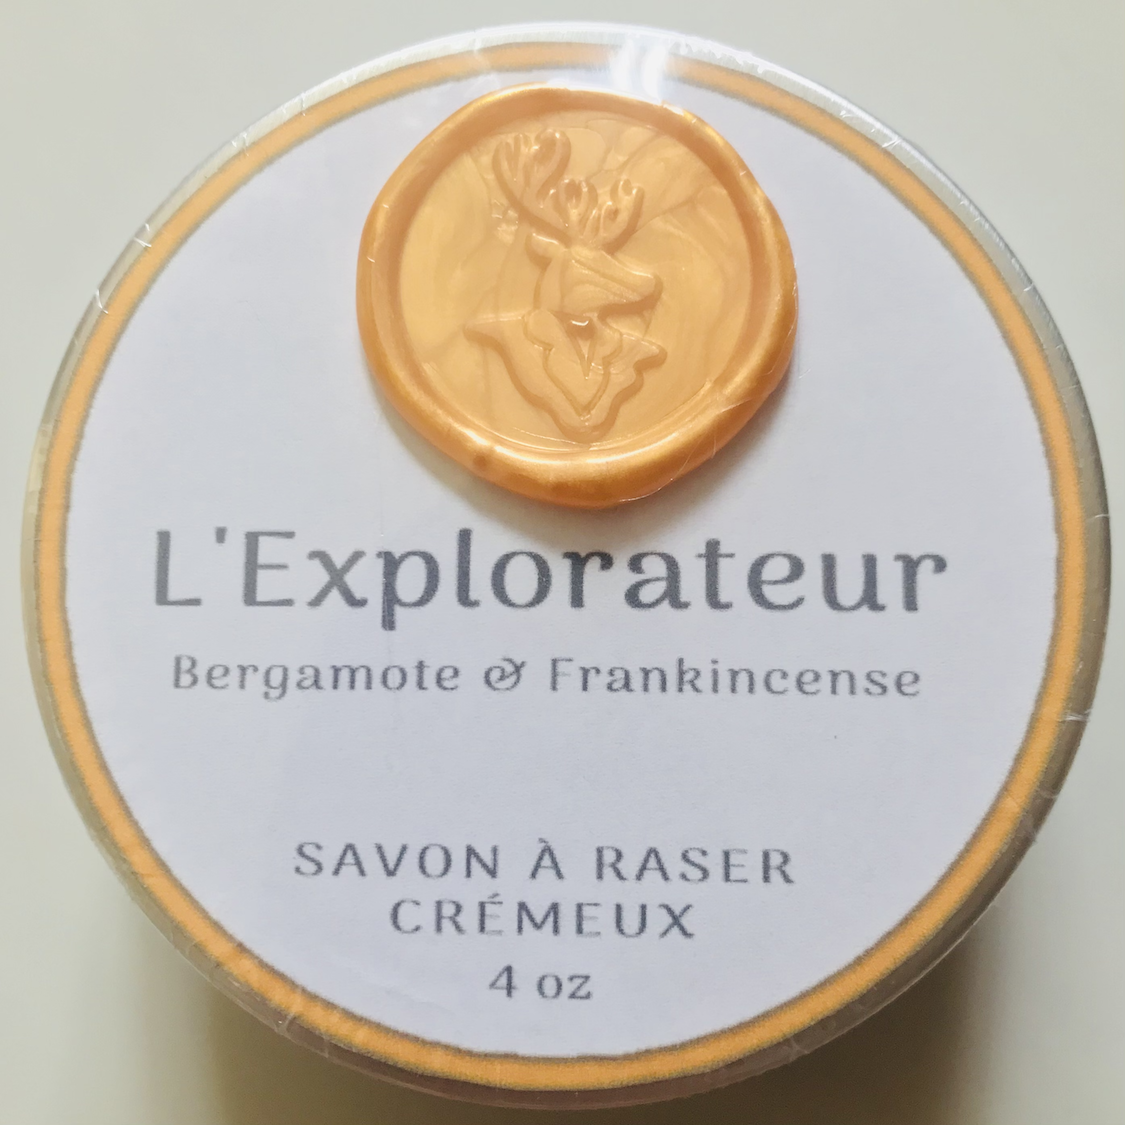 L'Explorateur
Bergamote & Frankincense
SAVON À RASER
CRÉMEUX
4 oz